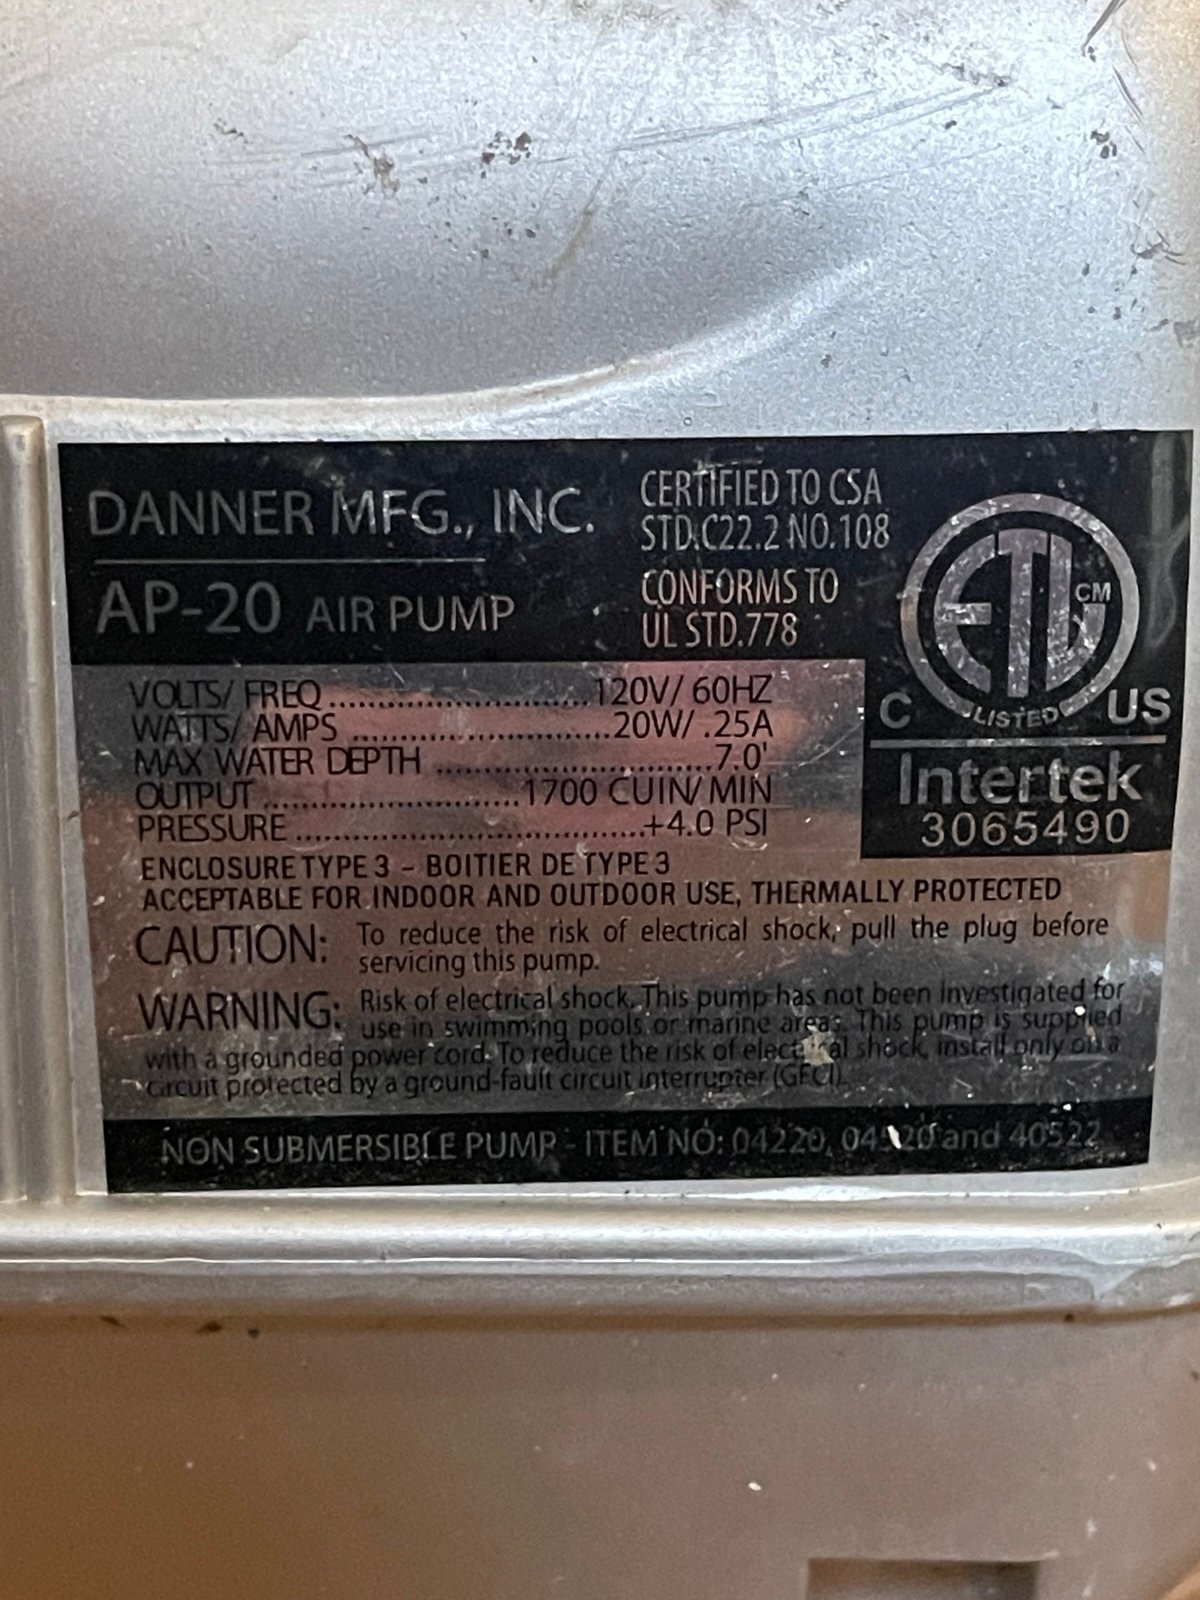 DANNER MFG., INC.
AP-20 AIR PUMP
CERTIFIED TO CSA
STD.C22.2 NO.108
CONFORMS TO
UL STD.778
ETL CM
C LISTED US
Intertek
3065490
VOLTS/ FREQ............................120V/ 60HZ
WATTS/ AMPS ............................20W/ .25A
MAX WATER DEPTH ..............................7.0'
OUTPUT............................1700 CUIN/MIN
PRESSURE.....................................+4.0 PSI
ENCLOSURE TYPE 3 - BOITIER DE TYPE 3
ACCEPTABLE FOR INDOOR AND OUTDOOR USE, THERMALLY PROTECTED
CAUTION: To reduce the risk of electrical shock, pull the plug before
servicing this pump.
WARNING: Risk of electrical shock. This pump has not been investigated for
use in swimming pools or marine areas. This pump is supplied
with a grounded power cord. To reduce the risk of electrical shock, install only on a
circuit protected by a ground-fault circuit interrupter (GFCI).
NON SUBMERSIBLE PUMP - ITEM NO: 04220, and 40522